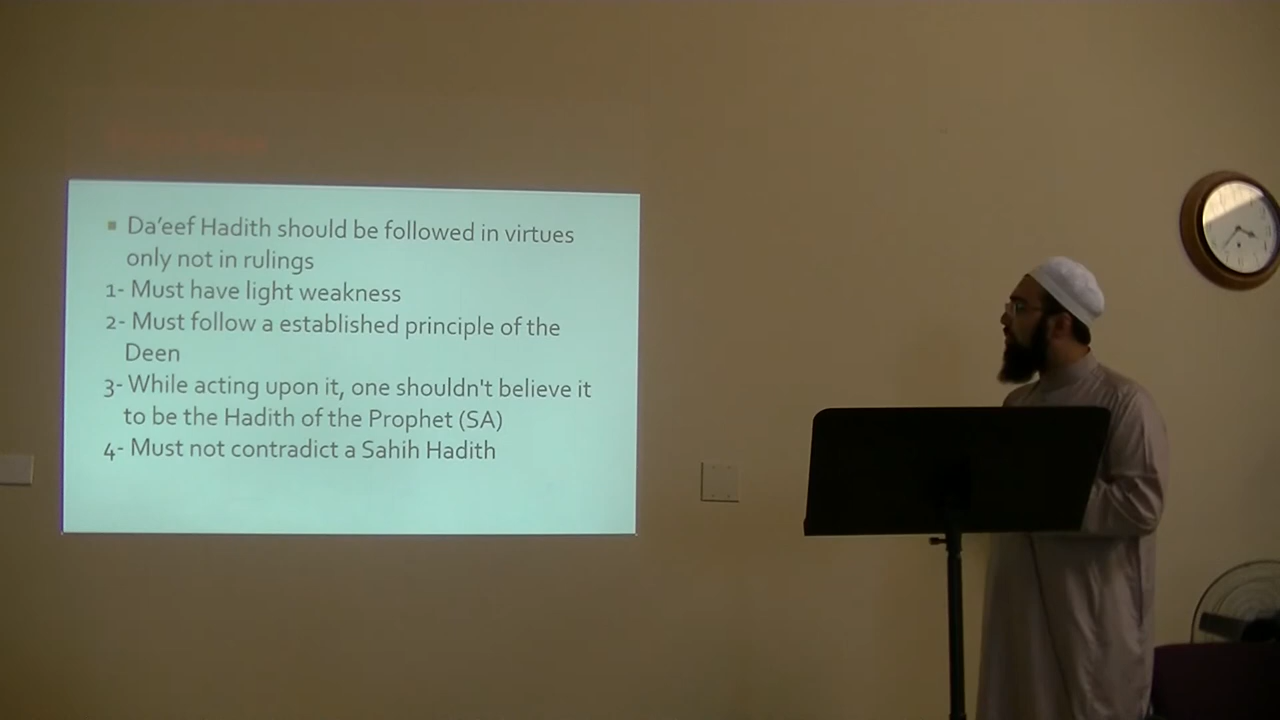 Da'eef Hadith should be followed in virtues
only not in rulings
1- Must have light weakness
2- Must follow a established principle of the
Deen
3- While acting upon it, one shouldn't believe it
to be the Hadith of the Prophet (SA)
4- Must not contradict a Sahih Hadith